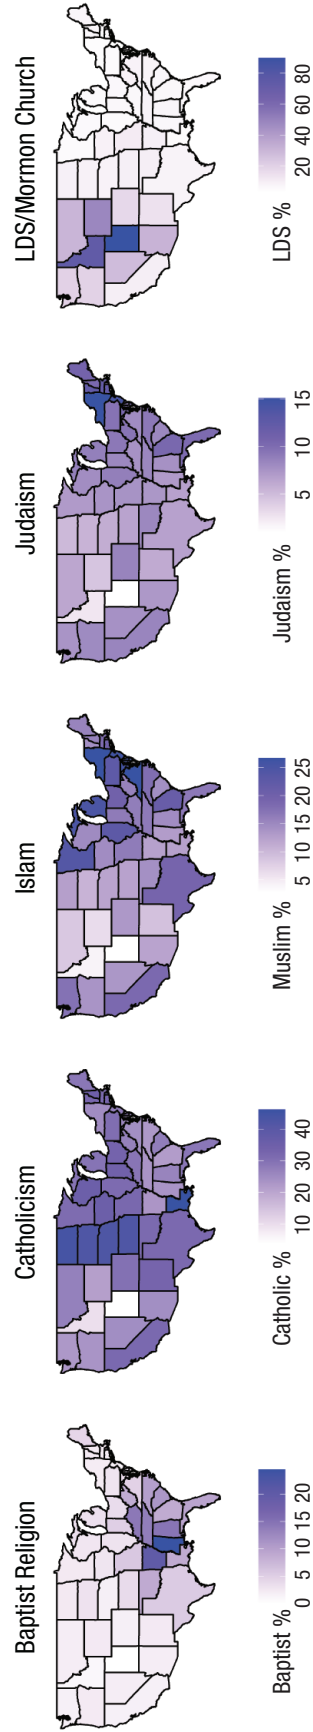 Baptist Religion
Baptist %
0 5 10 15 20
Catholicism
Catholic %
10 20 30 40
Islam
Muslim %
5 10 15 20 25
Judaism
Judaism %
5 10 15
LDS/Mormon Church
LDS %
20 40 60 80